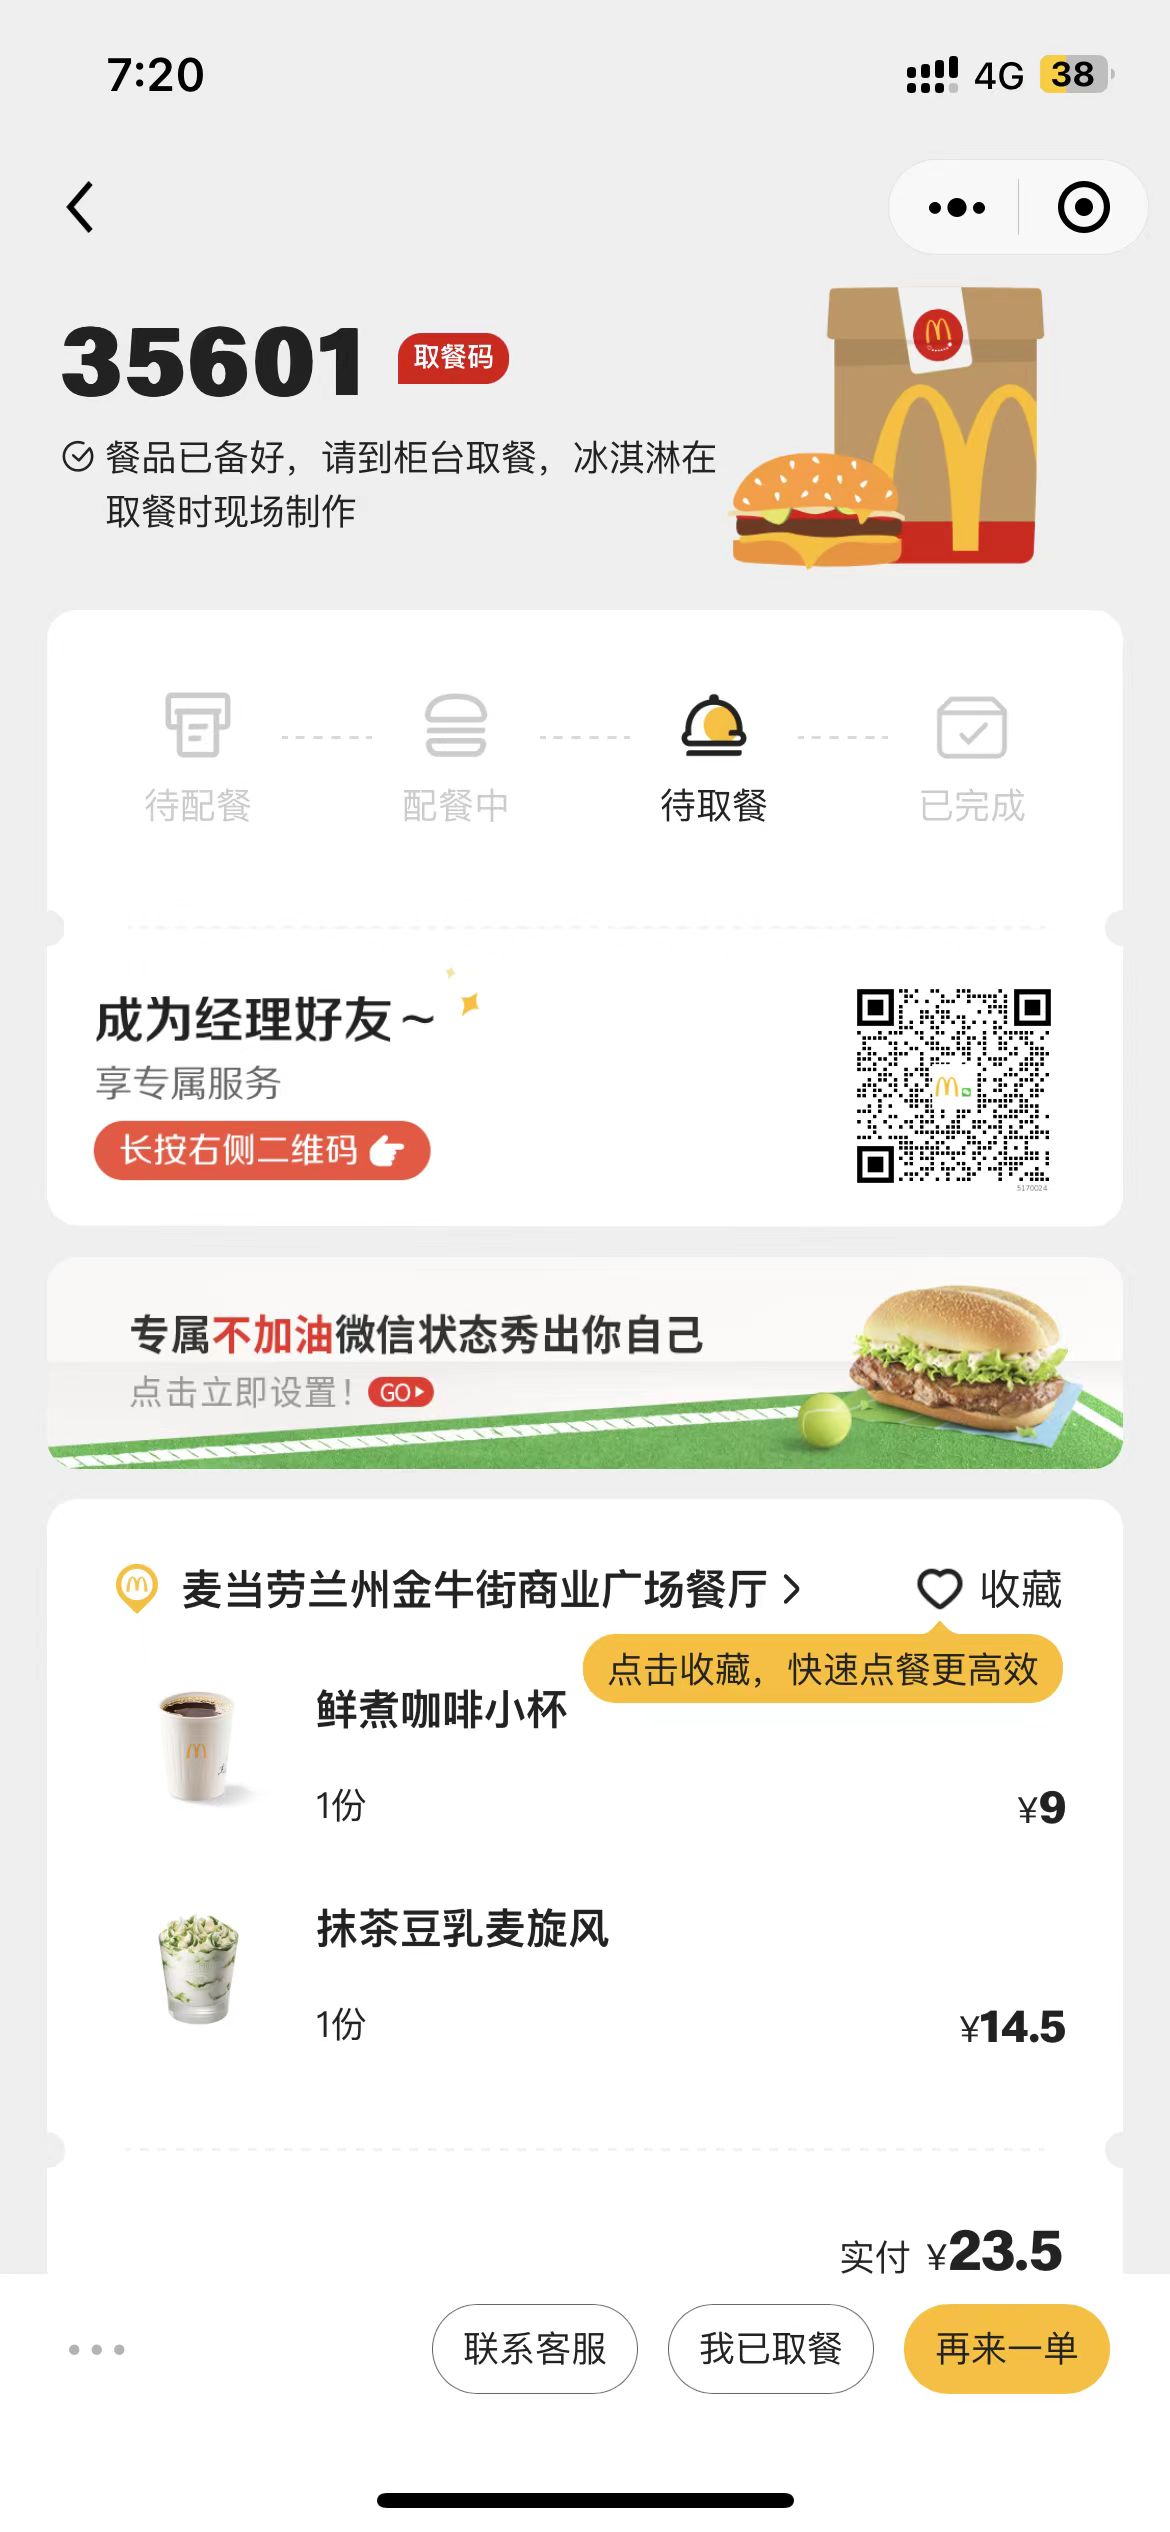 7:20
4G 38
35601 取餐码
餐品已备好，请到柜台取餐，冰淇淋在
取餐时现场制作
待配餐 配餐中 待取餐 已完成
成为经理好友~
享专属服务
长按右侧二维码
5170024
专属不加油微信状态秀出你自己
点击立即设置！ GO
麦当劳兰州金牛街商业广场餐厅 收藏
点击收藏，快速点餐更高效
鲜煮咖啡小杯
1份 ¥9
抹茶豆乳麦旋风
1份 ¥14.5
实付 ¥23.5
联系客服 我已取餐 再来一单